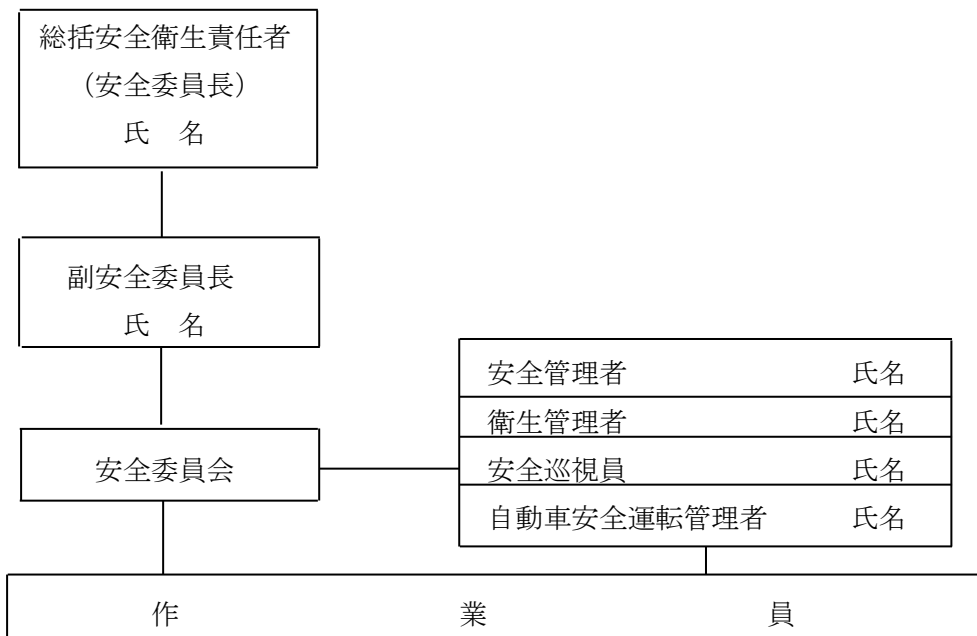 総括安全衛生責任者
(安全委員長)
氏　名
副安全委員長
氏　名
安全管理者　氏名
衛生管理者　氏名
安全委員会
安全巡視員　氏名
自動車安全運転管理者　氏名
作　業　員